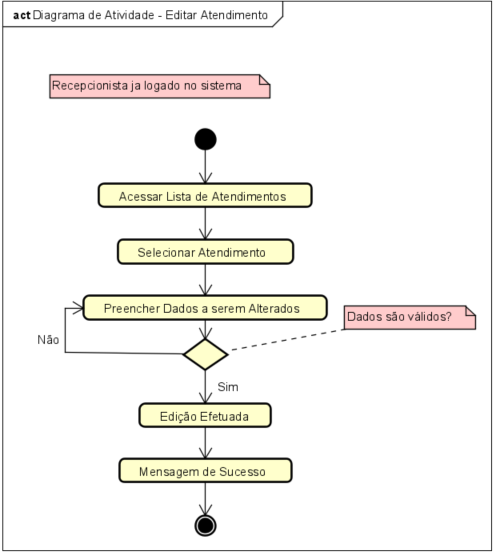 act Diagrama de Atividade - Editar Atendimento
Recepcionista ja logado no sistema
Acessar Lista de Atendimentos
Selecionar Atendimento
Preencher Dados a serem Alterados
Dados são válidos?
Não
Sim
Edição Efetuada
Mensagem de Sucesso